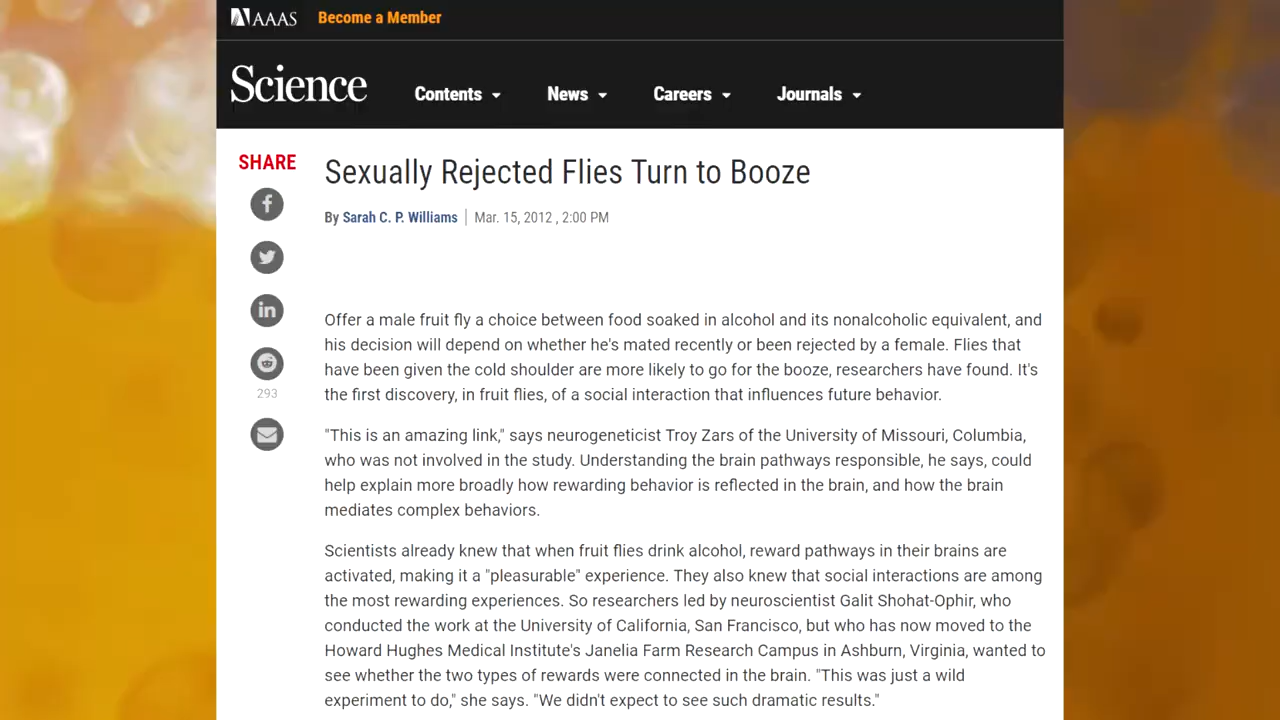 AAAS Become a Member
Science Contents News Careers Journals
SHARE
Sexually Rejected Flies Turn to Booze
By Sarah C. P. Williams Mar. 15, 2012 , 2:00 PM
Offer a male fruit fly a choice between food soaked in alcohol and its nonalcoholic equivalent, and
his decision will depend on whether he's mated recently or been rejected by a female. Flies that
have been given the cold shoulder are more likely to go for the booze, researchers have found. It's
293
the first discovery, in fruit flies, of a social interaction that influences future behavior.
"This is an amazing link," says neurogeneticist Troy Zars of the University of Missouri, Columbia,
who was not involved in the study. Understanding the brain pathways responsible, he says, could
help explain more broadly how rewarding behavior is reflected in the brain, and how the brain
mediates complex behaviors.
Scientists already knew that when fruit flies drink alcohol, reward pathways in their brains are
activated, making it a "pleasurable" experience. They also knew that social interactions are among
the most rewarding experiences. So researchers led by neuroscientist Galit Shohat-Ophir, who
conducted the work at the University of California, San Francisco, but who has now moved to the
Howard Hughes Medical Institute's Janelia Farm Research Campus in Ashburn, Virginia, wanted to
see whether the two types of rewards were connected in the brain. "This was just a wild
experiment to do," she says. "We didn't expect to see such dramatic results."